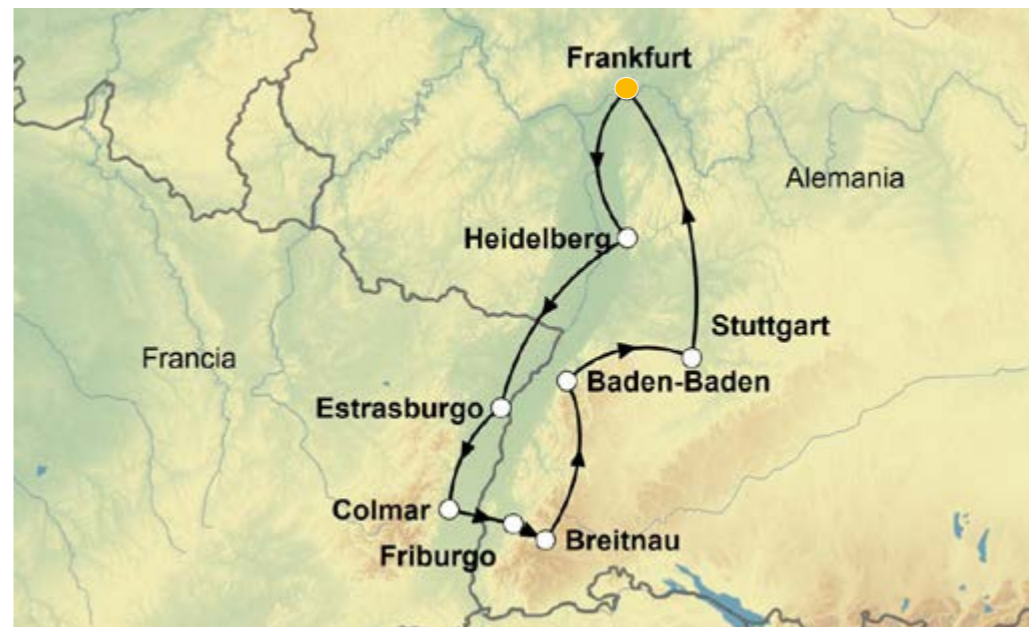 Frankfurt
Alemania
Heidelberg
Stuttgart
Francia
Baden-Baden
Estrasburgo
Colmar
Friburgo
Breitnau